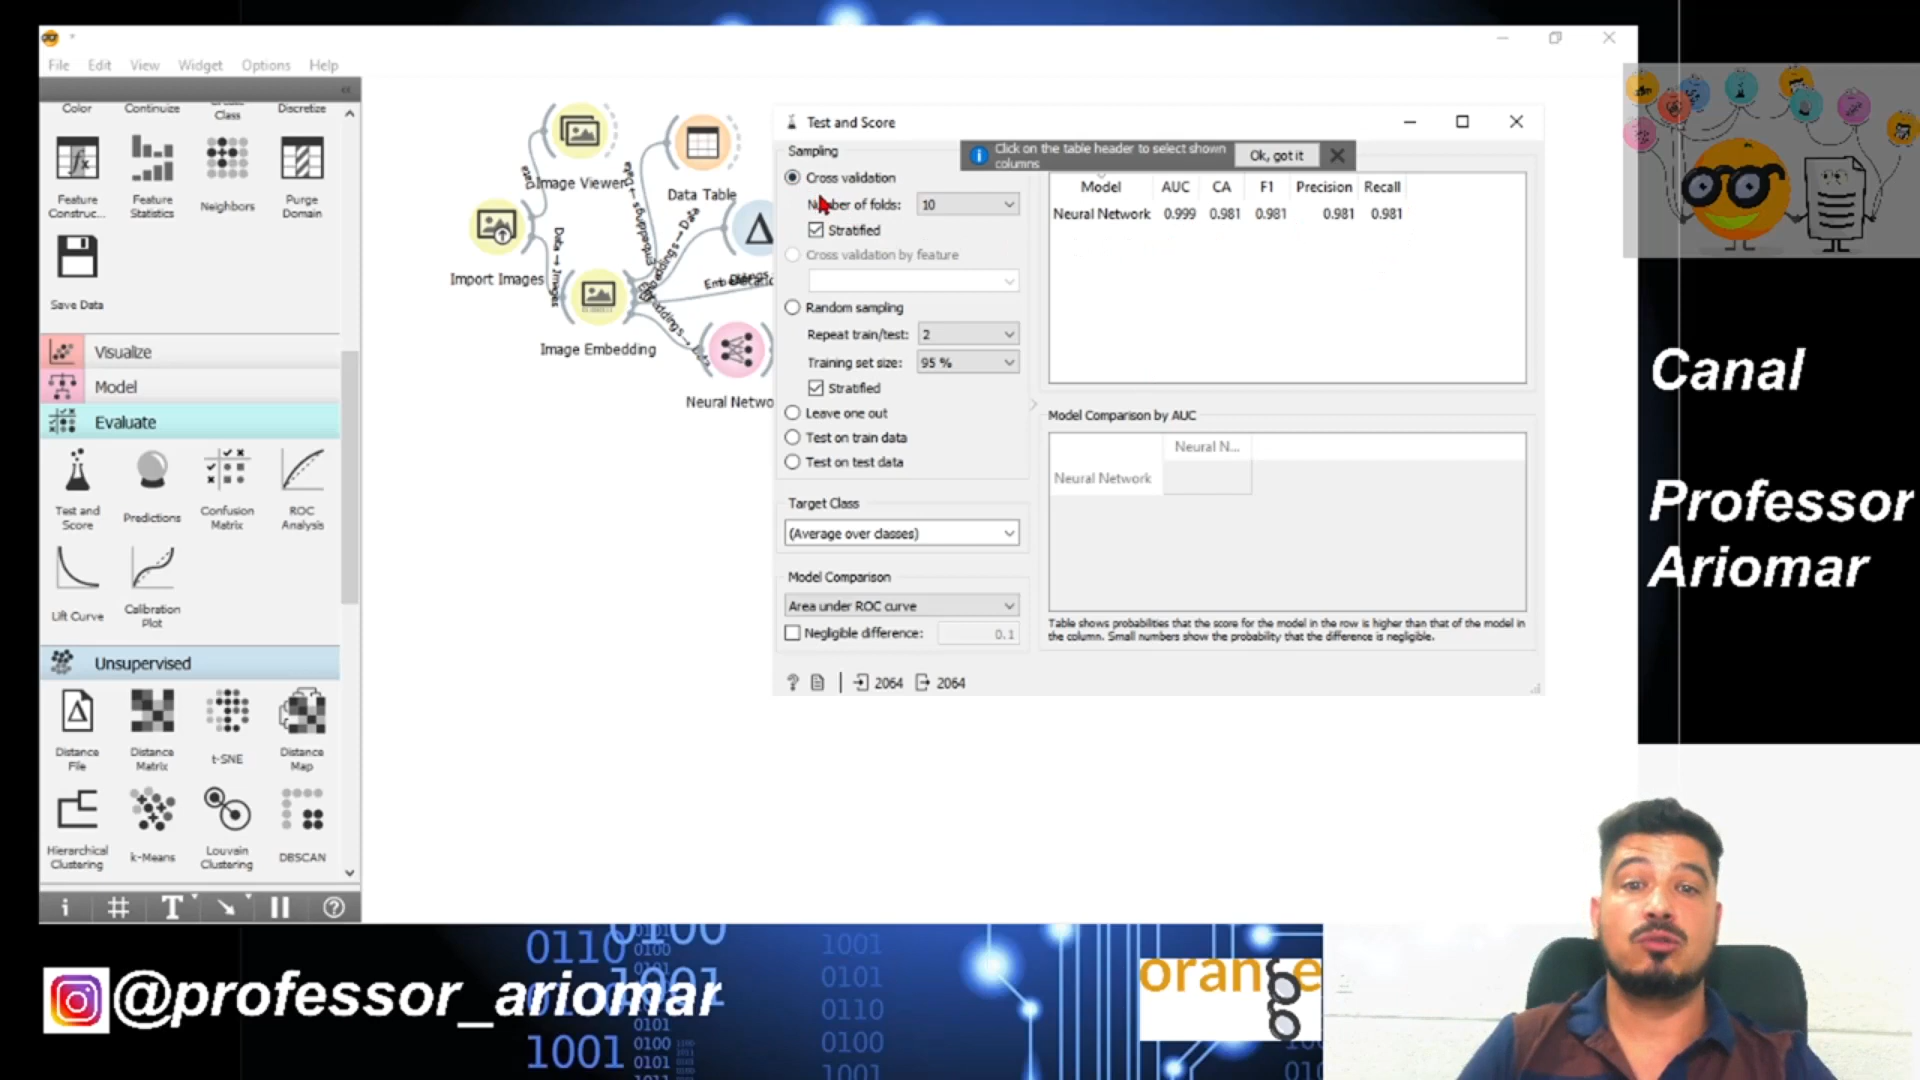 File Edit View Widget Options Help
Color Continuize Create Class Discretize
Feature Construc... Feature Statistics Neighbors Purge Domain
Save Data
Visualize
Model
Evaluate
Test and Score Predictions Confusion Matrix ROC Analysis
Lift Curve Calibration Plot
Unsupervised
Distance File Distance Matrix t-SNE Distance Map
Hierarchical Clustering k-Means Louvain Clustering DBSCAN
Image Viewer
Data Table
Import Images
Data → Images
Image Embedding
Embeddings → Data
Neural Netwo
Test and Score
Sampling
Cross validation
Number of folds: 10
Stratified
Cross validation by feature
Random sampling
Repeat train/test: 2
Training set size: 95 %
Stratified
Leave one out
Test on train data
Test on test data
Target Class
(Average over classes)
Model Comparison
Area under ROC curve
Negligible difference: 0.1
? 2064 2064
Click on the table header to select shown
columns
Ok, got it
Model AUC CA F1 Precision Recall
Neural Network 0.999 0.981 0.981 0.981 0.981
Model Comparison by AUC
Neural N...
Neural Network
Table shows probabilities that the score for the model in the row is higher than that of the model in
the column. Small numbers show the probability that the difference is negligible.
Canal
Professor
Ariomar
@professor_ariomar
orange